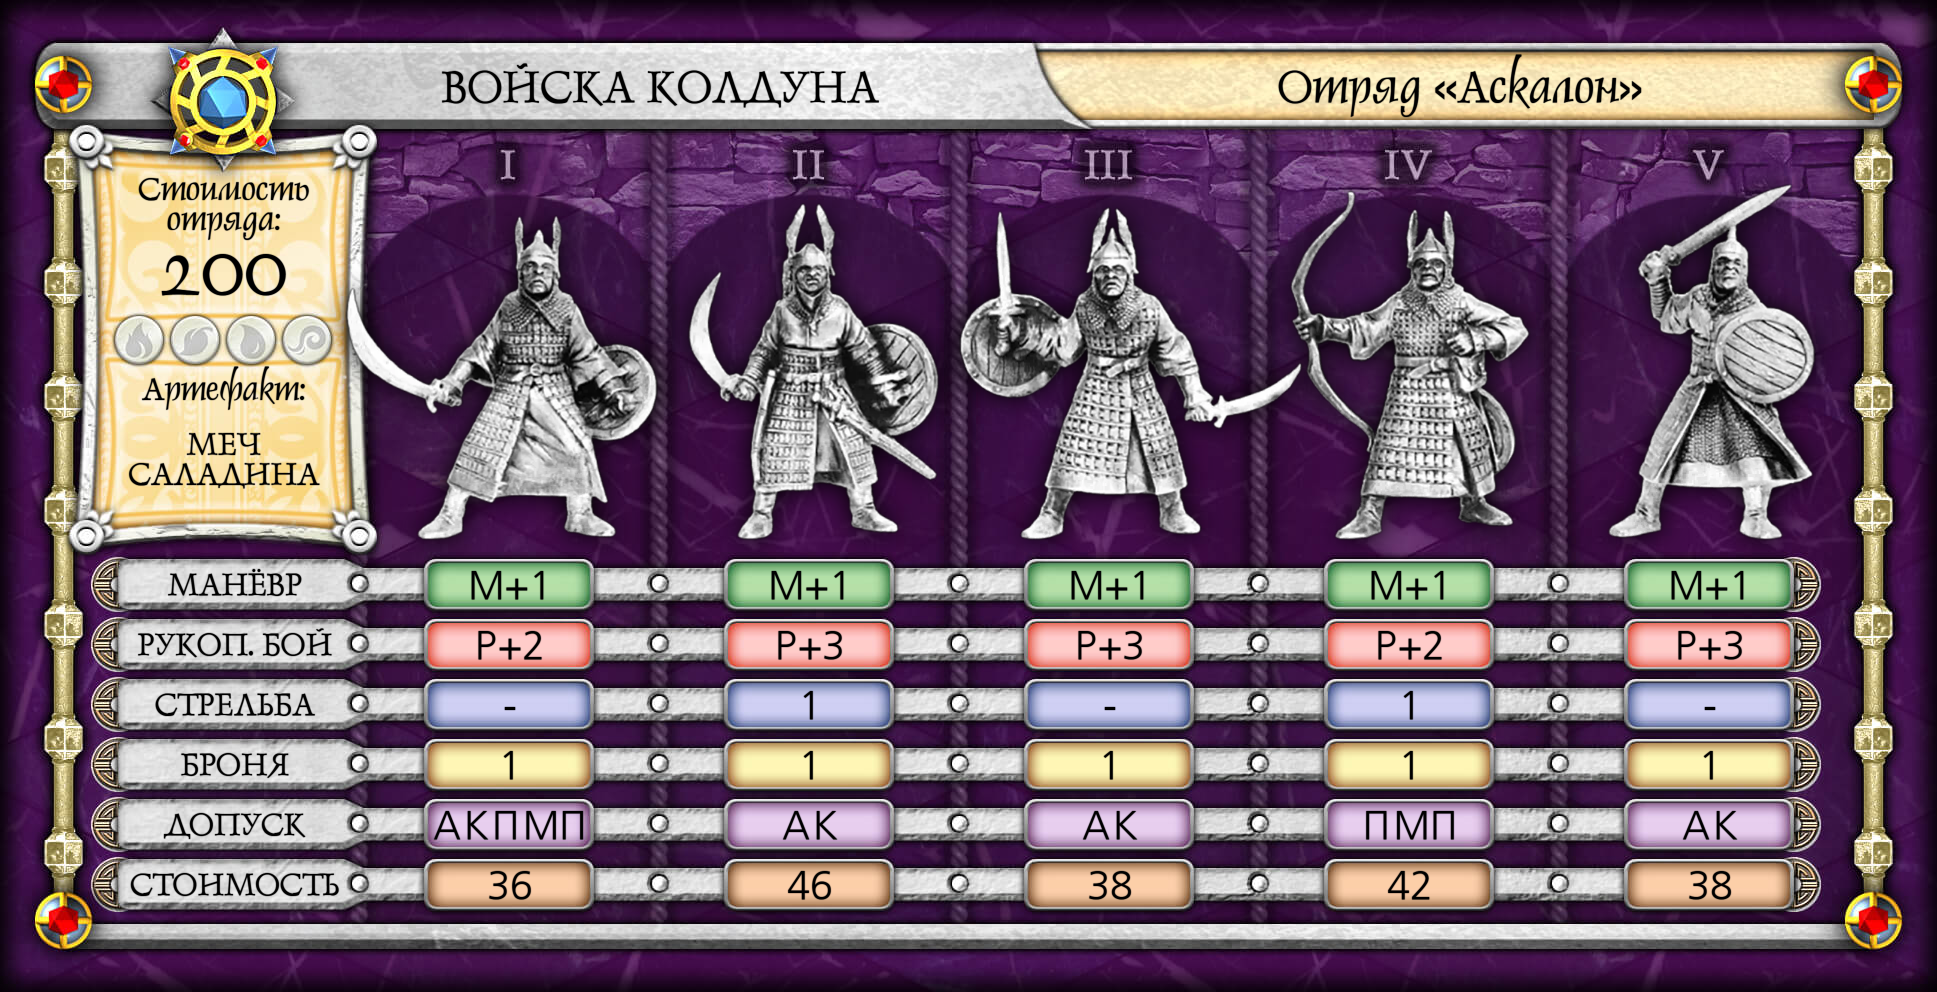 ВОЙСКА КОЛДУНА
Отряд «Аскалон»
Стоимость
отряда:
200
Артефакт:
МЕЧ
САЛАДИНА
I II III IV V
МАНЁВР M+1 M+1 M+1 M+1 M+1
РУКОП. БОЙ P+2 P+3 P+3 P+2 P+3
СТРЕЛЬБА - 1 - 1 -
БРОНЯ 1 1 1 1 1
ДОПУСК АКПМП АК АК ПМП АК
СТОИМОСТЬ 36 46 38 42 38